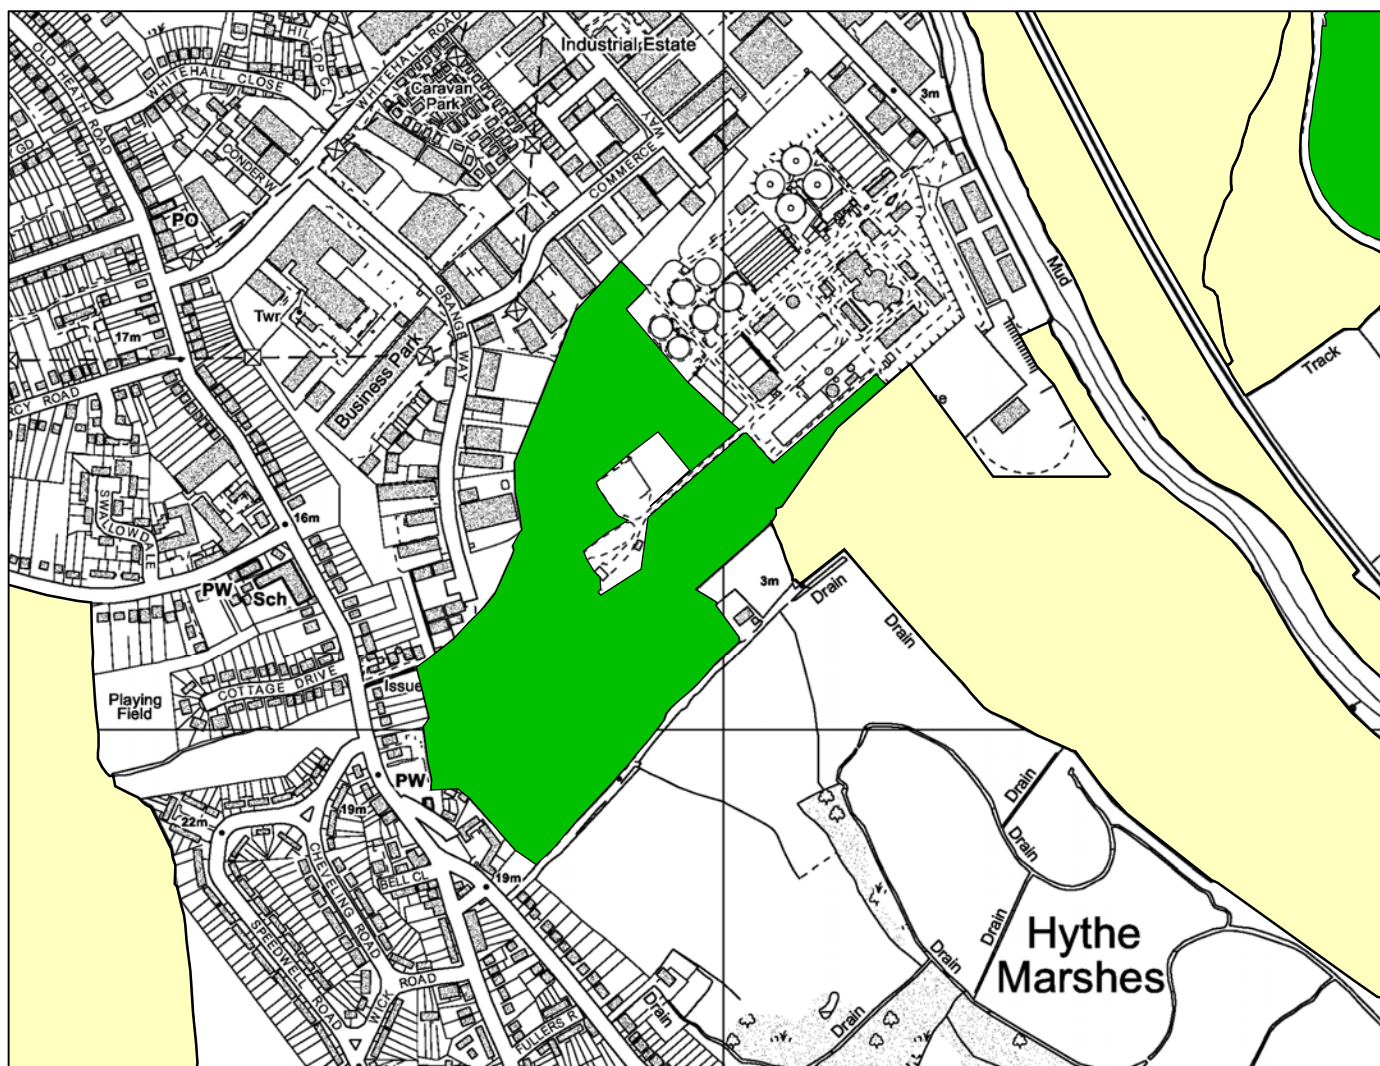 Industrial Estate
HILLTOP CL
WHITEHALL ROAD
OLD HEATH ROAD
WHITEHALL CLOSE
Caravan
Park
3m
WAY
COMMERCE
GD
CONDER W
PO
Mud
GRANGE WAY
Twr
17m
Business Park
Track
RCY ROAD
e
SWALLOWDALE
16m
PW
Sch
3m
Drain
Drain
COTTAGE DRIVE
Issue
Playing
Field
PW
Drain
19m
22m
Drain
CHEVELING ROAD
BELL CL
19m
Drain
Hythe
Marshes
SPEEDWELL ROAD
WICK ROAD
Drain
FULLERS R
Drain
Drain